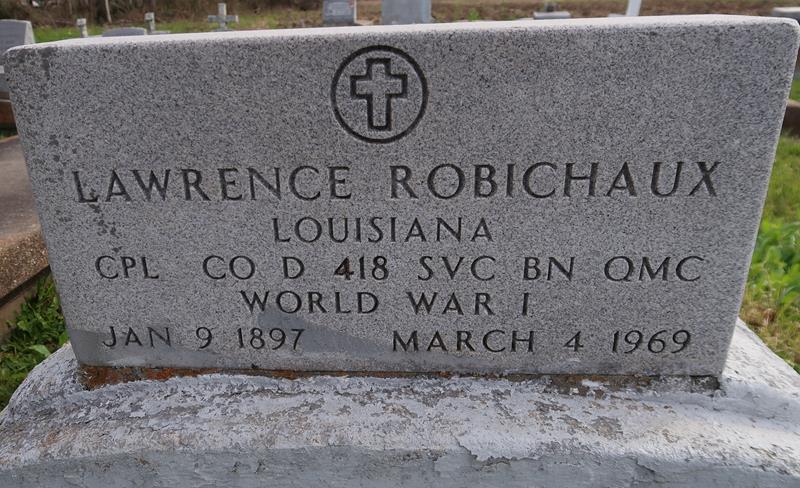 LAWRENCE ROBICHAUX
LOUISIANA
CPL CO D 418 SVC BN QMC
WORLD WAR I
JAN 9 1897 MARCH 4 1969